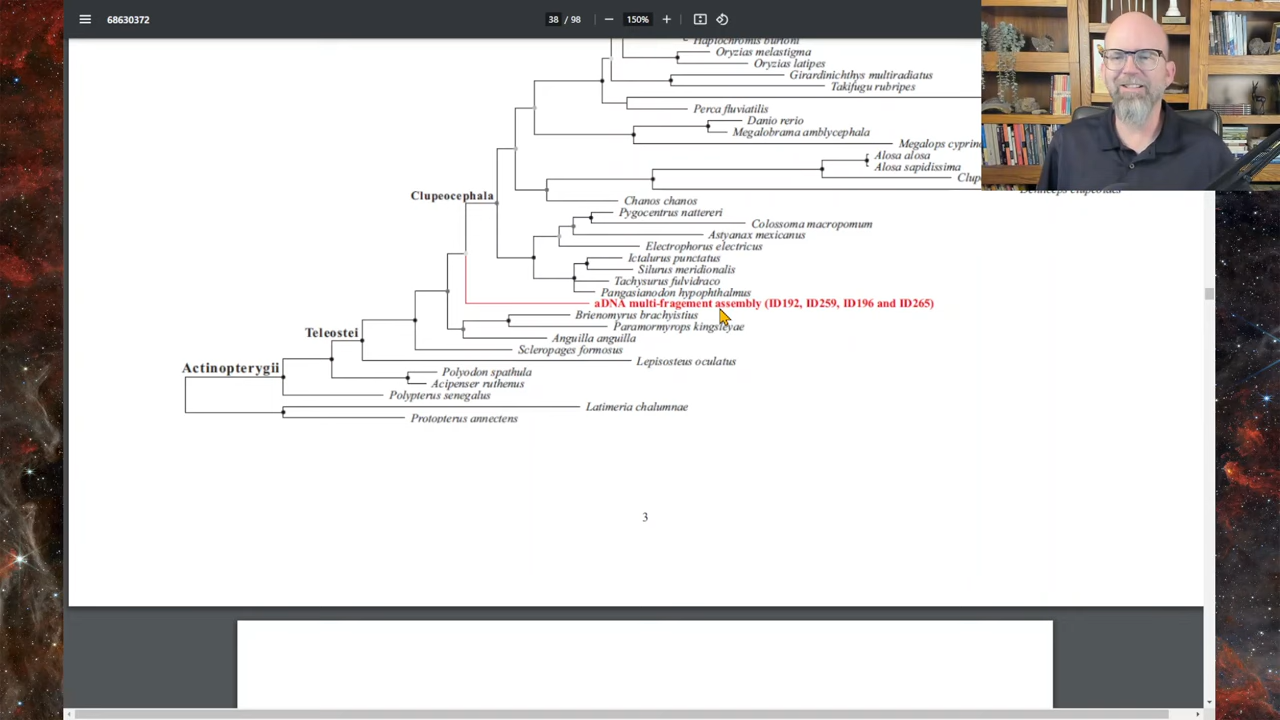 68630372
38 / 98
150%
Haplochromis burtoni
Oryzias melastigma
Oryzias latipes
Girardinichthys multiradiatus
Takifugu rubripes
Perca fluviatilis
Danio rerio
Megalobrama amblycephala
Megalops cyprin
Alosa alosa
Alosa sapidissima
Clup
Denticeps clupeoides
Clupeocephala
Chanos chanos
Pygocentrus nattereri
Colossoma macropomum
Astyanax mexicanus
Electrophorus electricus
Ictalurus punctatus
Silurus meridionalis
Tachysurus fulvidraco
Pangasianodon hypophthalmus
aDNA multi-fragement assembly (ID192, ID259, ID196 and ID265)
Brienomyrus brachyistius
Paramormyrops kingsleyae
Teleostei
Anguilla anguilla
Scleropages formosus
Lepisosteus oculatus
Actinopterygii
Polyodon spathula
Acipenser ruthenus
Polypterus senegalus
Latimeria chalumnae
Protopterus annectens
3